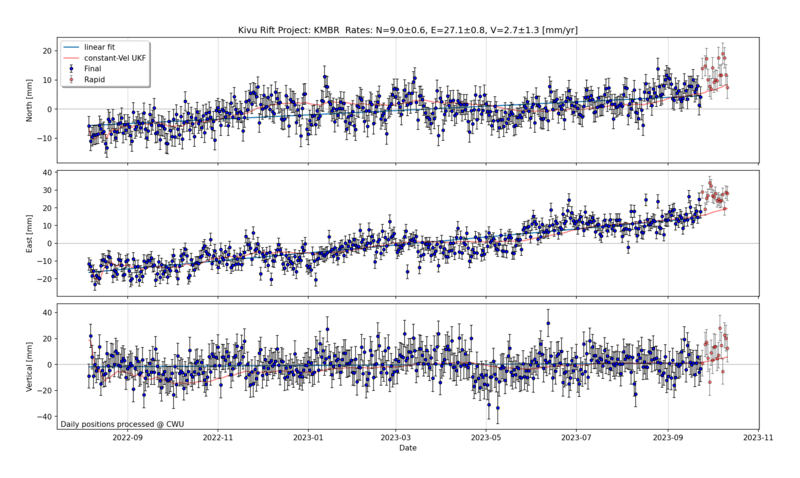 Kivu Rift Project: KMBR  Rates: N=9.0±0.6, E=27.1±0.8, V=2.7±1.3 [mm/yr]
linear fit
constant-Vel UKF
Final
Rapid
North [mm]
20
10
0
−10
East [mm]
40
30
20
10
0
−10
−20
Vertical [mm]
40
20
0
−20
−40
Daily positions processed @ CWU
2022-09
2022-11
2023-01
2023-03
2023-05
2023-07
2023-09
2023-11
Date